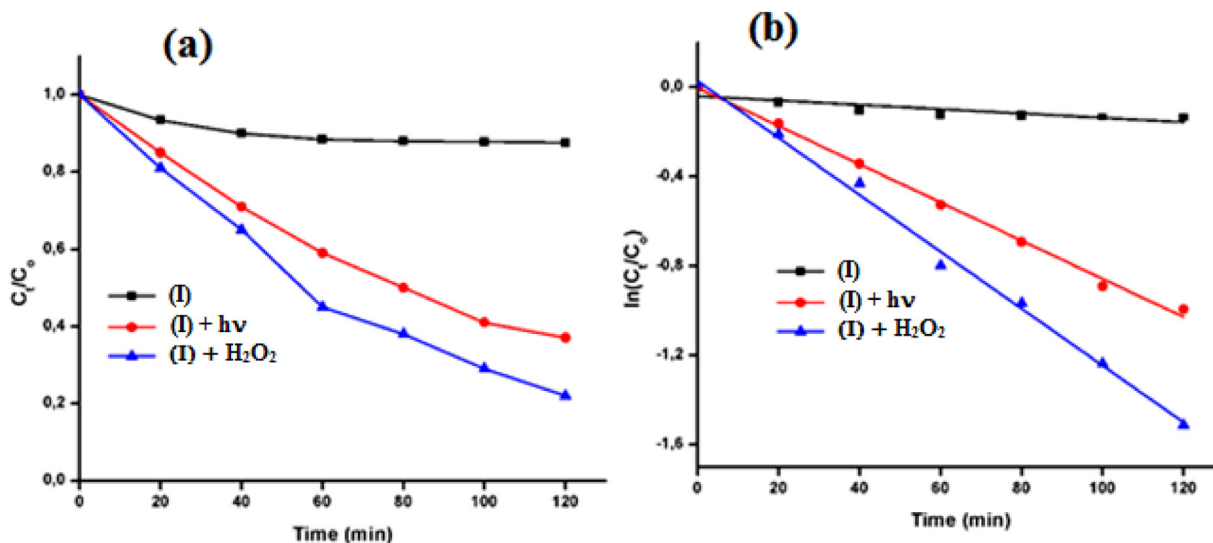 (a)
1,0
0,8
0,6
0,4
0,2
0,0
Cₜ/Cₒ
(I)
(I) + hν
(I) + H₂O₂
0 20 40 60 80 100 120
Time (min)
(b)
0,0
-0,4
-0,8
-1,2
-1,6
ln(Cₜ/Cₒ)
(I)
(I) + hν
(I) + H₂O₂
0 20 40 60 80 100 120
Time (min)